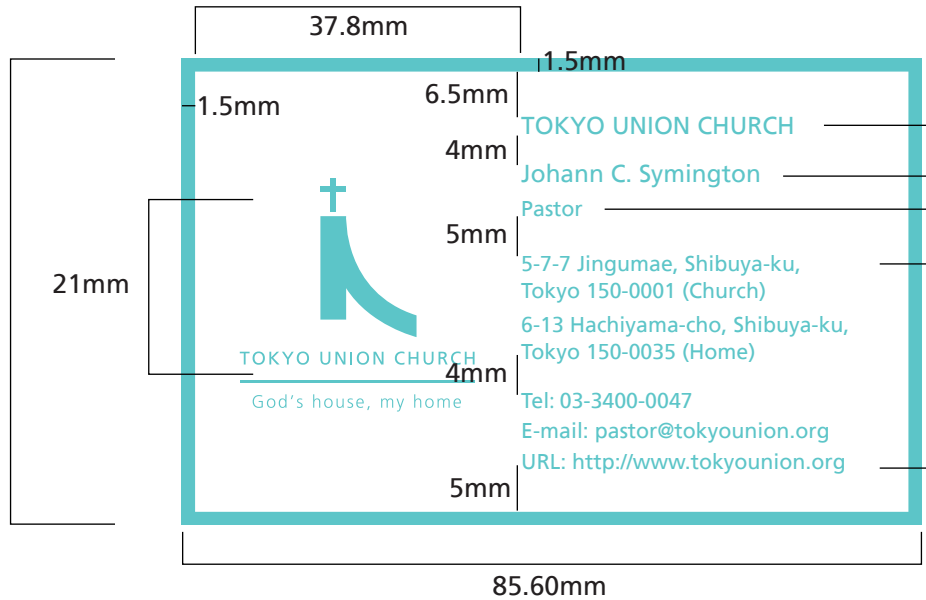 37.8mm
1.5mm
1.5mm
6.5mm
TOKYO UNION CHURCH
4mm
Johann C. Symington
Pastor
5mm
21mm
5-7-7 Jingumae, Shibuya-ku,
Tokyo 150-0001 (Church)
6-13 Hachiyama-cho, Shibuya-ku,
Tokyo 150-0035 (Home)
TOKYO UNION CHURCH
4mm
God's house, my home
Tel: 03-3400-0047
E-mail: pastor@tokyounion.org
URL: http://www.tokyounion.org
5mm
85.60mm